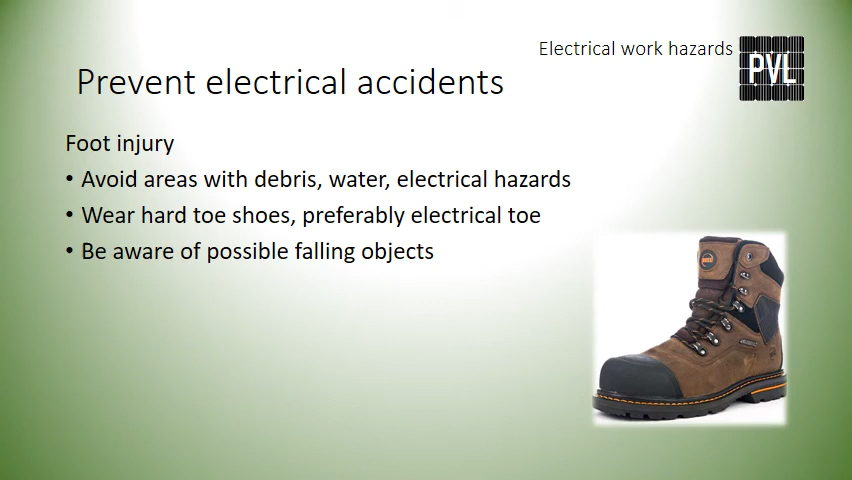 Electrical work hazards
PVL
Prevent electrical accidents
Foot injury
• Avoid areas with debris, water, electrical hazards
• Wear hard toe shoes, preferably electrical toe
• Be aware of possible falling objects